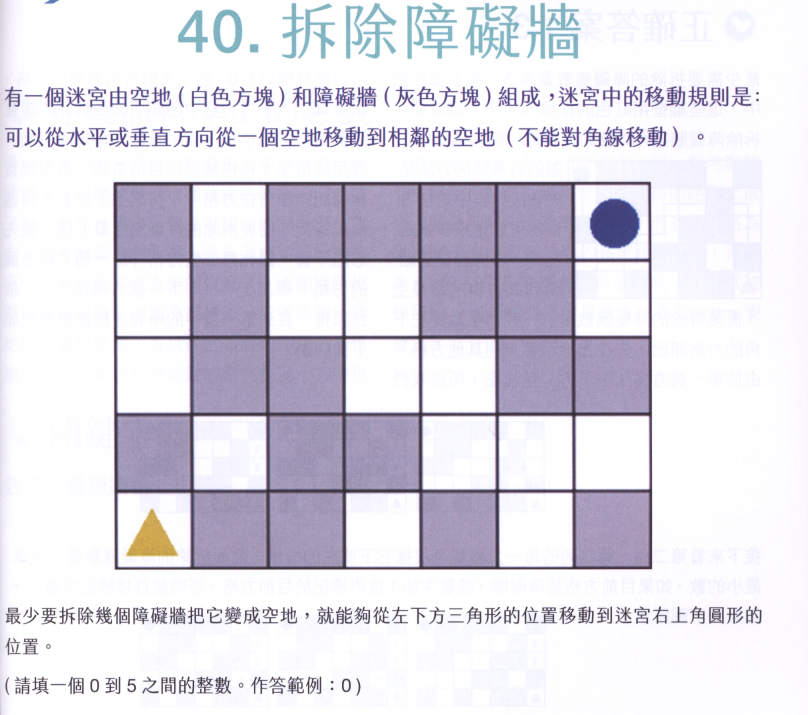 40. 拆除障礙牆
有一個迷宮由空地(白色方塊)和障礙牆(灰色方塊)組成,迷宮中的移動規則是:
可以從水平或垂直方向從一個空地移動到相鄰的空地(不能對角線移動)。
最少要拆除幾個障礙牆把它變成空地,就能夠從左下方三角形的位置移動到迷宮右上角圓形的
位置。
(請填一個0到5之間的整數。作答範例:0)